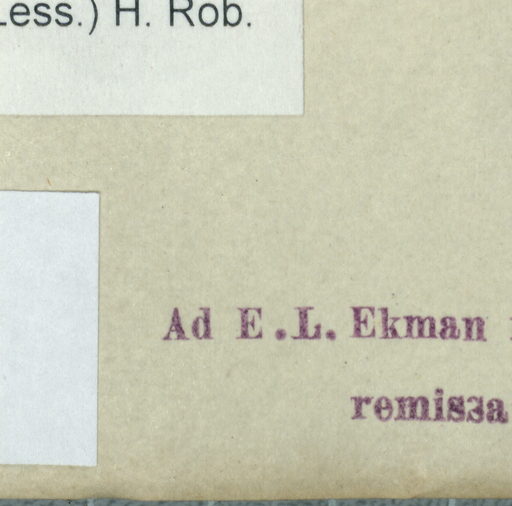 Less.) H. Rob.
Ad E.L. Ekman
remissa